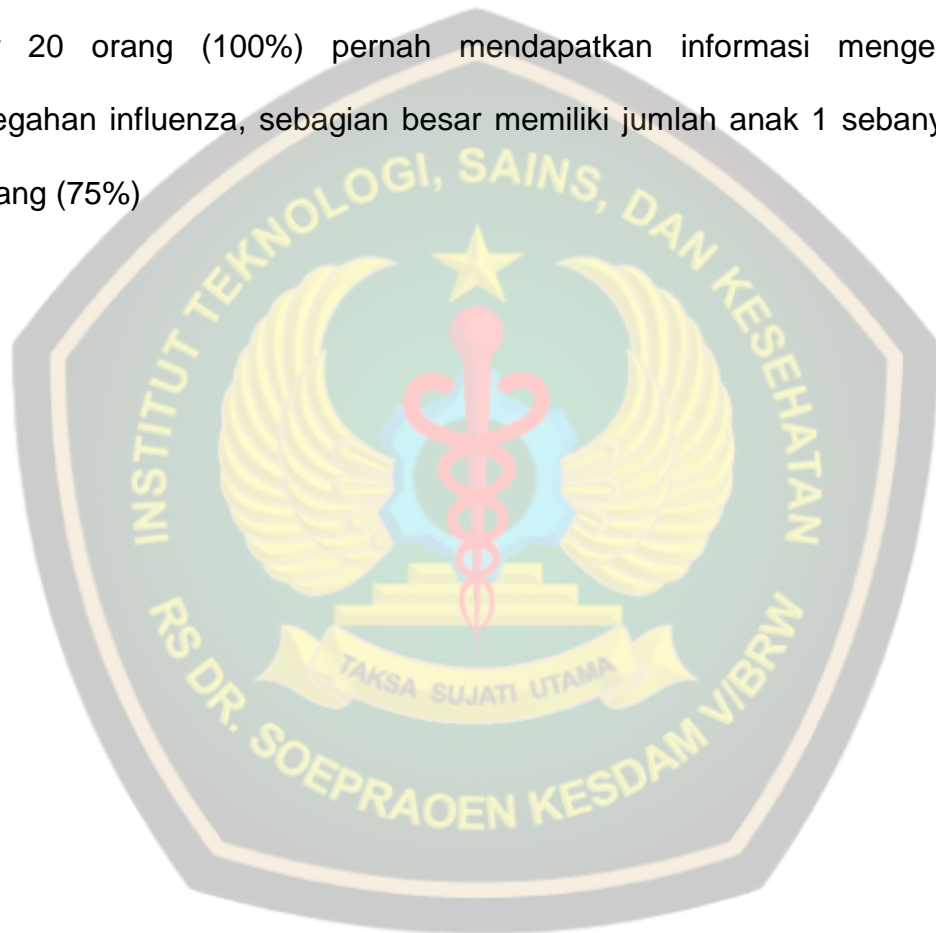 20 orang (100%) pernah mendapatkan informasi menge
egahan influenza, sebagian besar memiliki jumlah anak 1 sebany
ang (75%)
INSTITUT TEKNOLOGI, SAINS, DAN KESEHATAN
TAKSA SUJATI UTAMA
RS DR. SOEPRAOEN KESDAM V/BRW